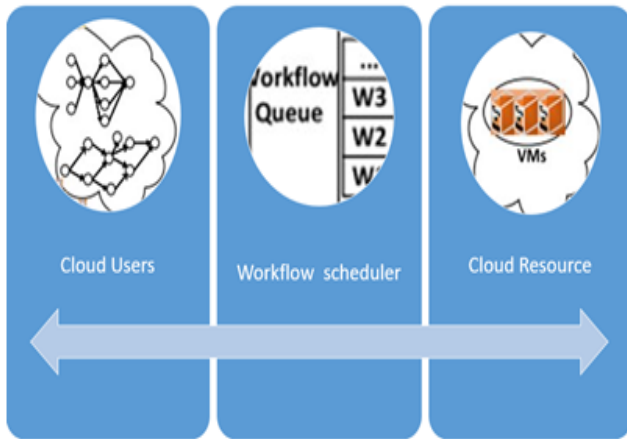 Workflow
Queue
...
W3
W2
W
VMs
Cloud Users
Workflow scheduler
Cloud Resource